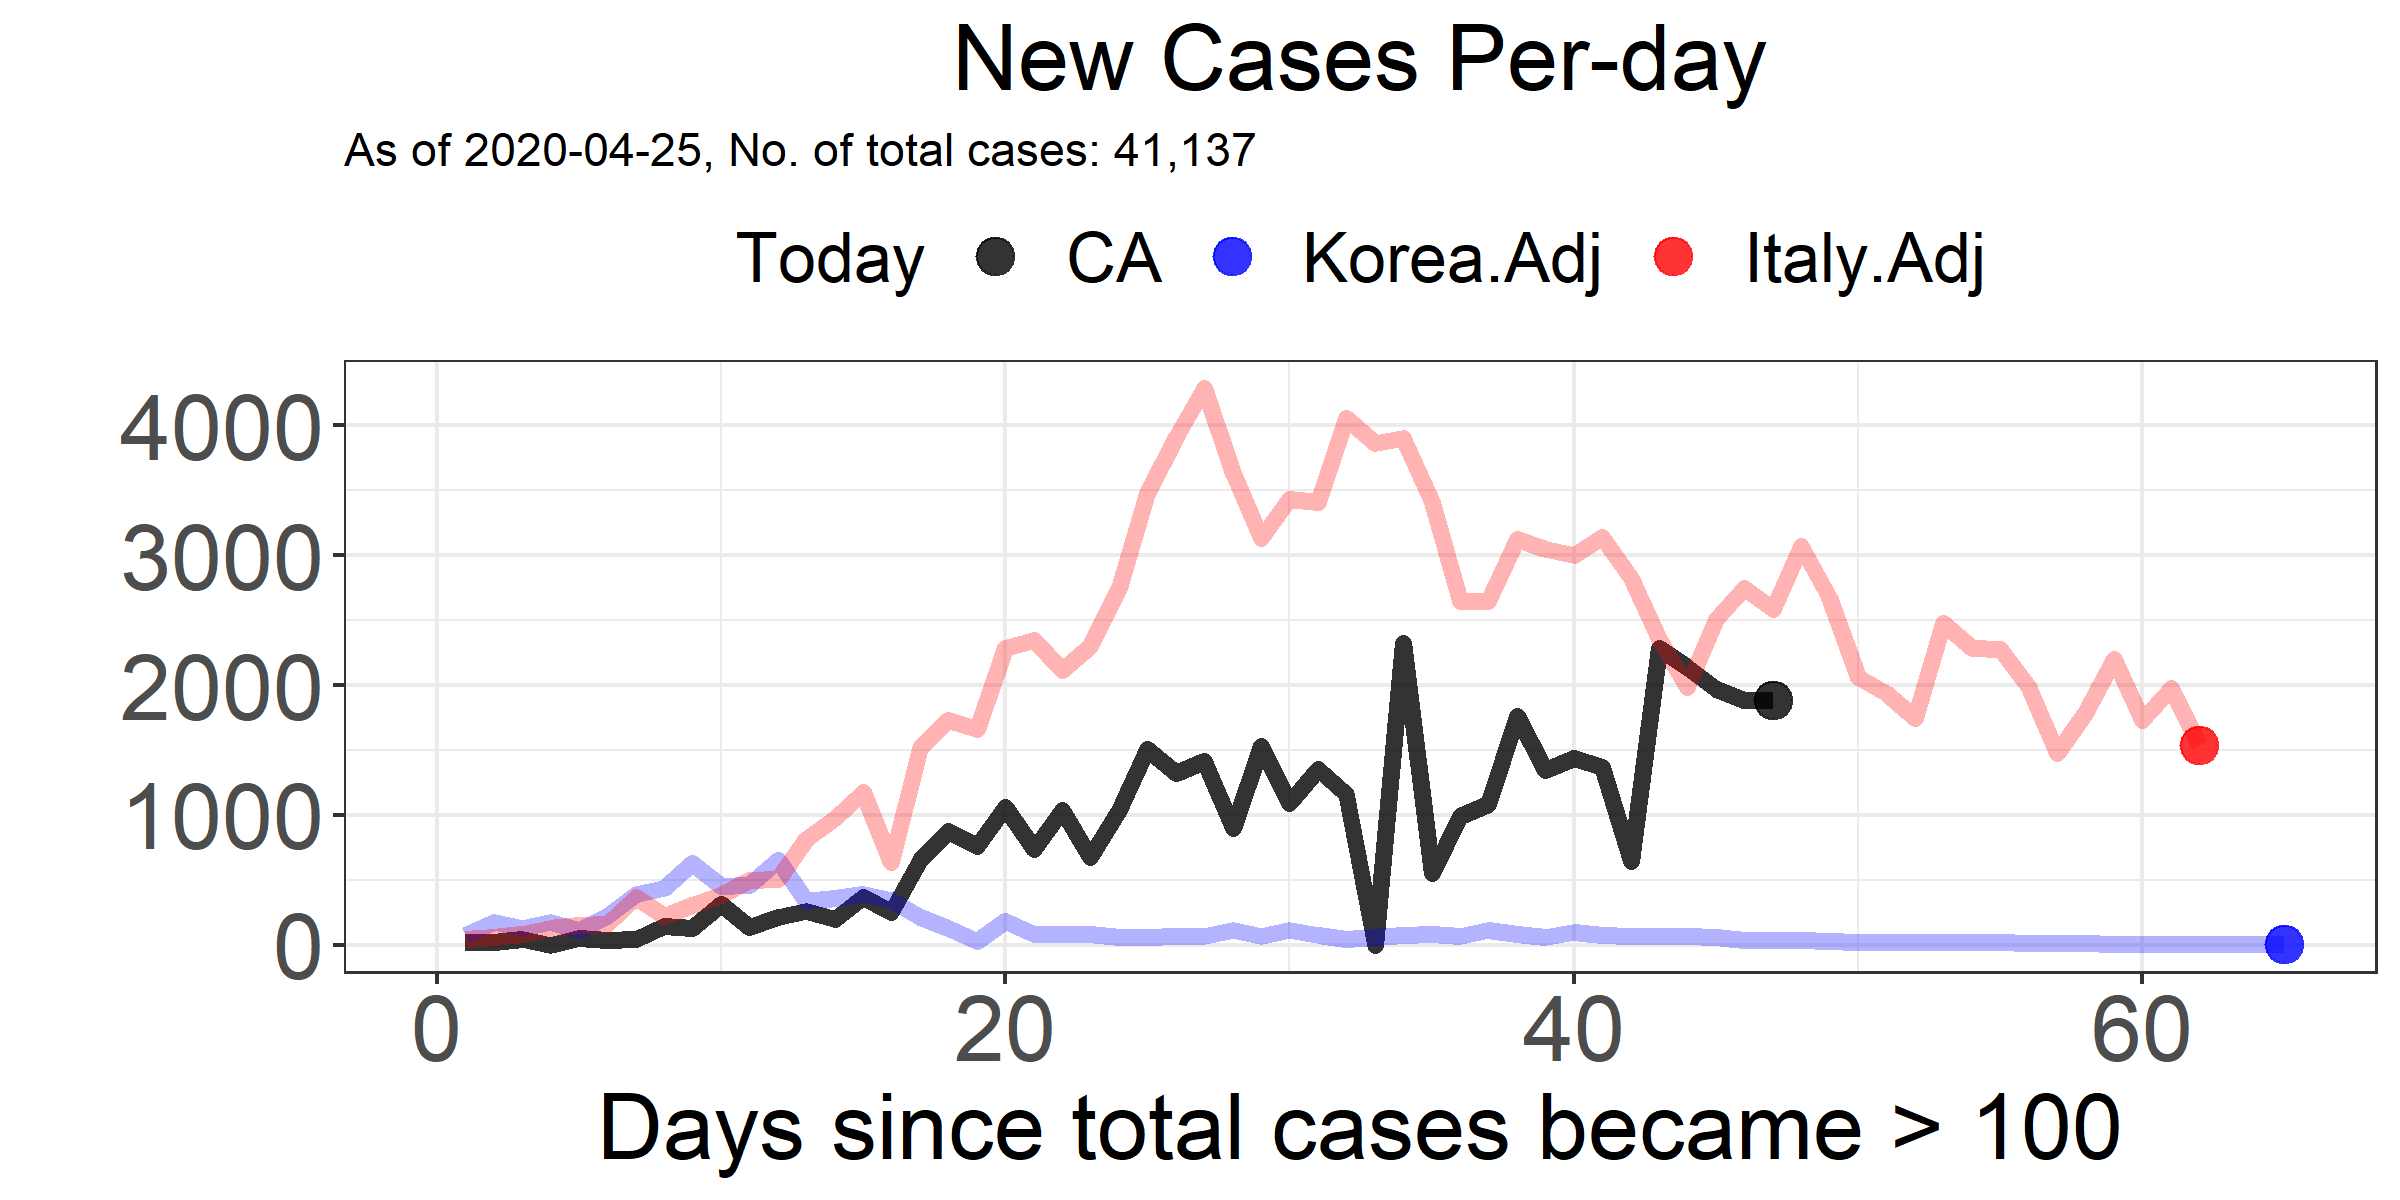 New Cases Per-day
As of 2020-04-25, No. of total cases: 41,137
Today CA Korea.Adj Italy.Adj
4000
3000
2000
1000
0
0 20 40 60
Days since total cases became > 100